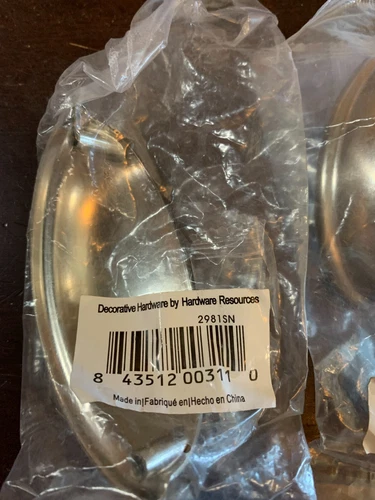 Decorative Hardware by Hardware Resources
2981SN
8 43512 00311 0
Made in|Fabriqué en|Hecho en China